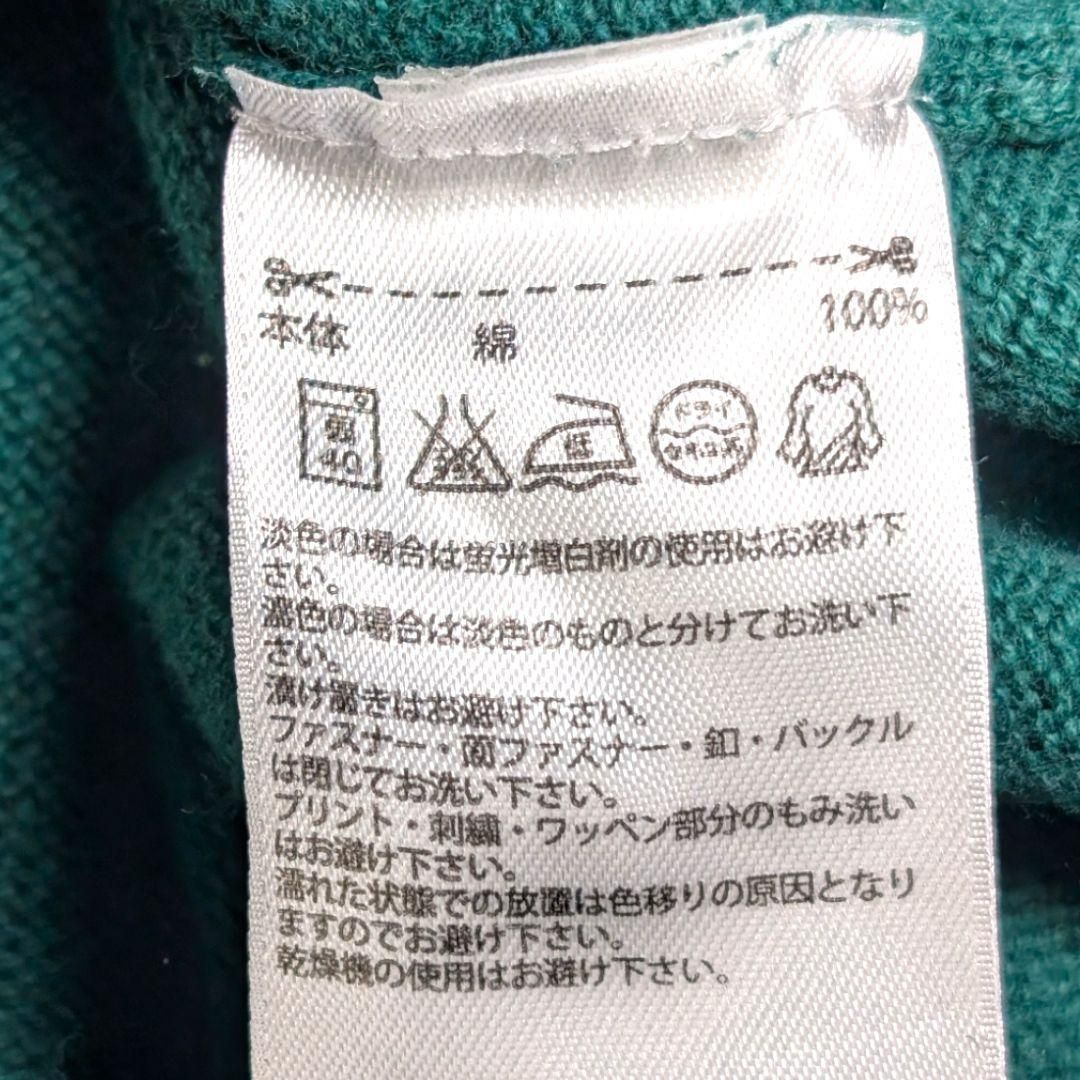 本体 綿 100%
弱 40
低
ドライ
淡色の場合は蛍光増白剤の使用はお避け下
さい。
濃色の場合は淡色のものと分けてお洗い下
さい。
漬け置きはお避け下さい。
ファスナー・面ファスナー・釦・バックル
は閉じてお洗い下さい。
プリント・刺繍・ワッペン部分のもみ洗い
はお避け下さい。
濡れた状態での放置は色移りの原因となり
ますのでお避け下さい。
乾燥機の使用はお避け下さい。